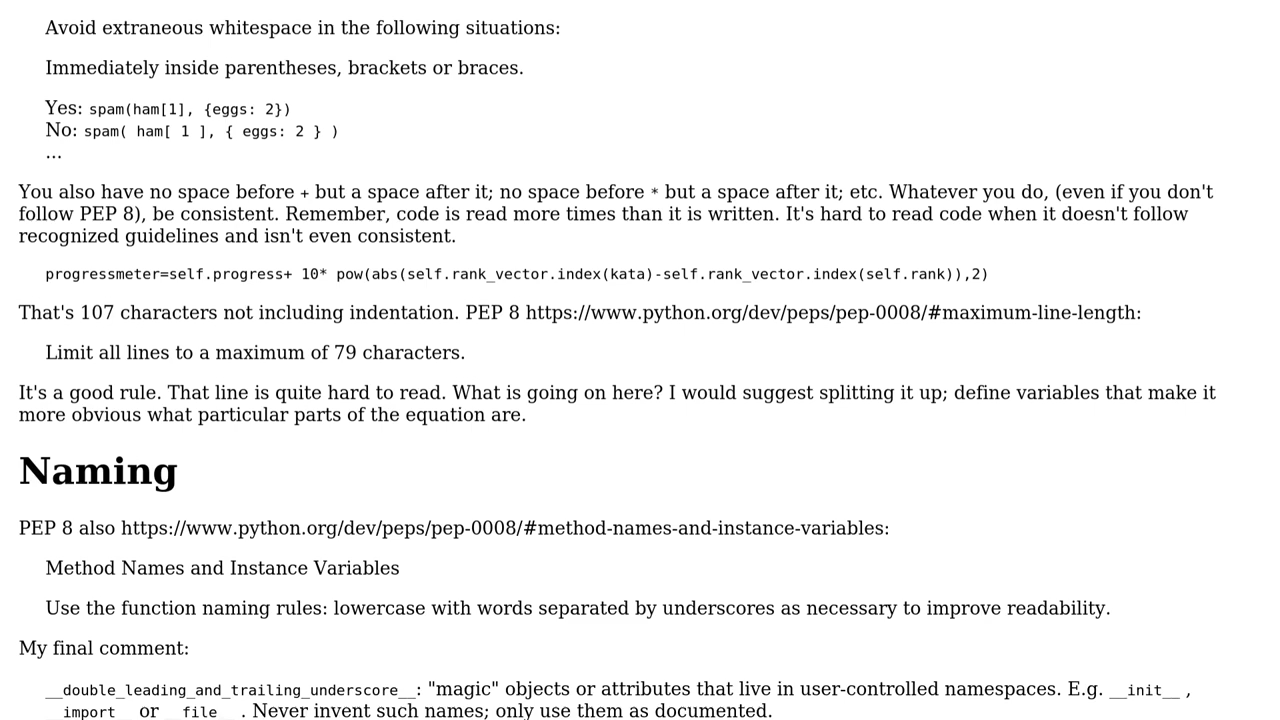 Avoid extraneous whitespace in the following situations:
Immediately inside parentheses, brackets or braces.
Yes: spam(ham[1], {eggs: 2})
No: spam( ham[ 1 ], { eggs: 2 } )
...
You also have no space before + but a space after it; no space before * but a space after it; etc. Whatever you do, (even if you don't
follow PEP 8), be consistent. Remember, code is read more times than it is written. It's hard to read code when it doesn't follow
recognized guidelines and isn't even consistent.
progressmeter=self.progress+ 10* pow(abs(self.rank_vector.index(kata)-self.rank_vector.index(self.rank)),2)
That's 107 characters not including indentation. PEP 8 https://www.python.org/dev/peps/pep-0008/#maximum-line-length:
Limit all lines to a maximum of 79 characters.
It's a good rule. That line is quite hard to read. What is going on here? I would suggest splitting it up; define variables that make it
more obvious what particular parts of the equation are.
Naming
PEP 8 also https://www.python.org/dev/peps/pep-0008/#method-names-and-instance-variables:
Method Names and Instance Variables
Use the function naming rules: lowercase with words separated by underscores as necessary to improve readability.
My final comment:
__double_leading_and_trailing_underscore__: "magic" objects or attributes that live in user-controlled namespaces. E.g. __init__ ,
__import__ or __file__ . Never invent such names; only use them as documented.